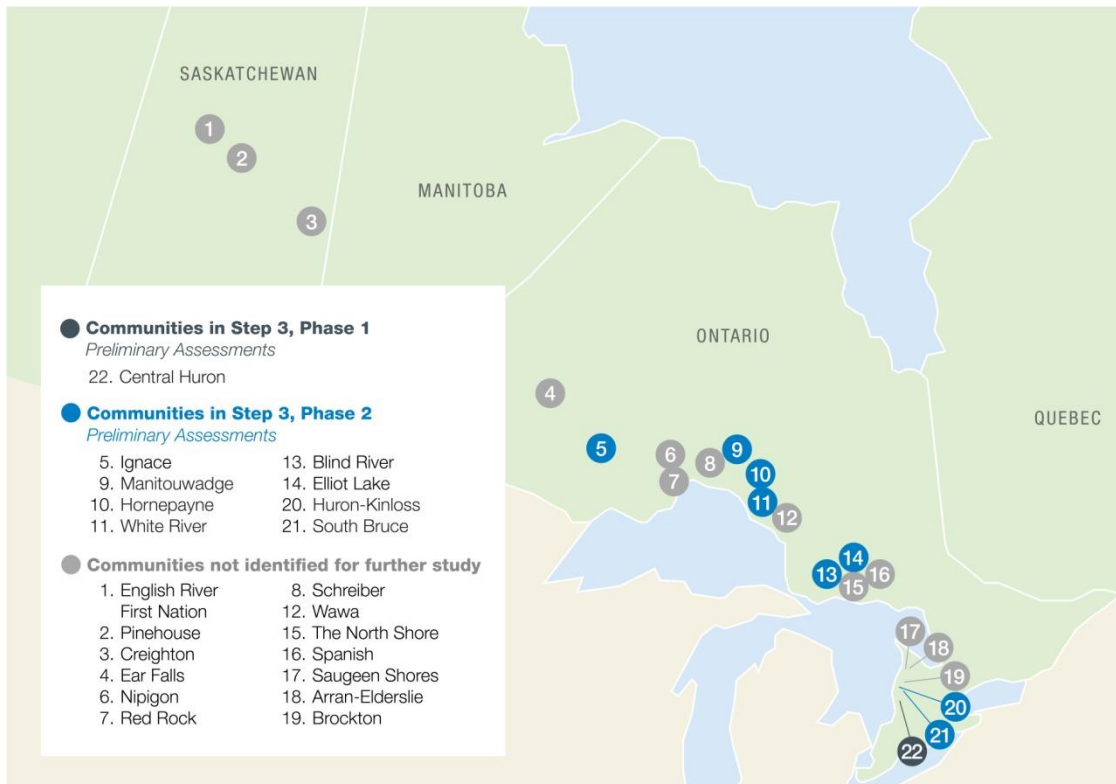 SASKATCHEWAN
1
2
MANITOBA
3
Communities in Step 3, Phase 1
Preliminary Assessments
22. Central Huron
ONTARIO
4
QUEBEC
Communities in Step 3, Phase 2
Preliminary Assessments
5. Ignace
9. Manitouwadge
10. Hornepayne
11. White River
13. Blind River
14. Elliot Lake
20. Huron-Kinloss
21. South Bruce
5
6
7
8
9
10
11
12
Communities not identified for further study
1. English River
First Nation
2. Pinehouse
3. Creighton
4. Ear Falls
6. Nipigon
7. Red Rock
8. Schreiber
12. Wawa
15. The North Shore
16. Spanish
17. Saugeen Shores
18. Arran-Elderslie
19. Brockton
13
14
15
16
17
18
19
20
21
22